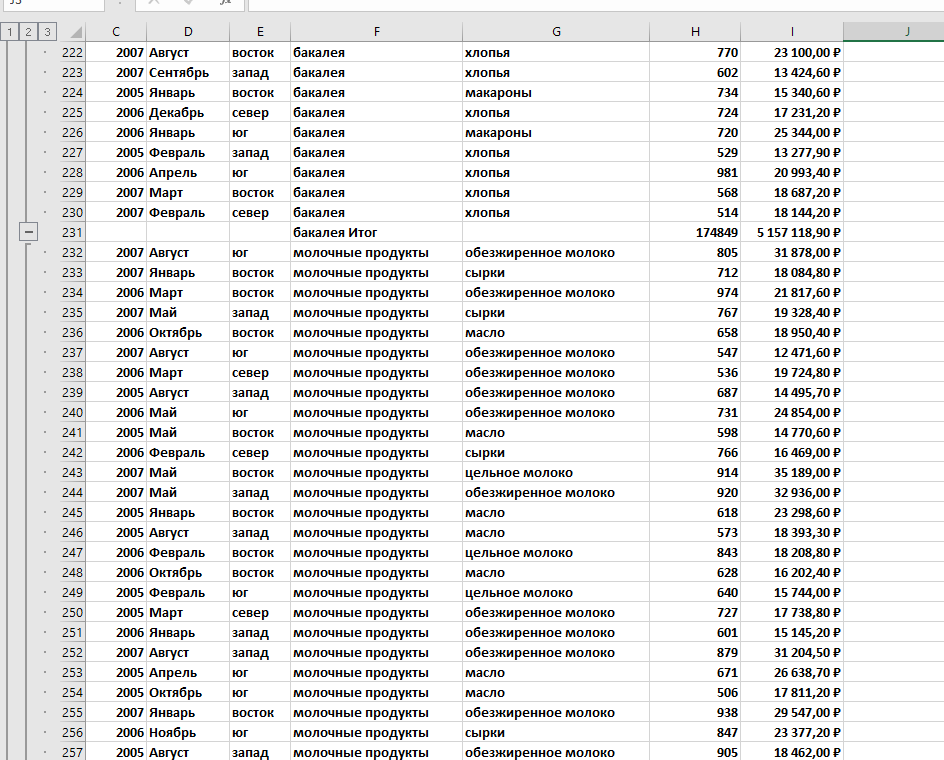 1 2 3 C D E F G H I J
222 2007 Август восток бакалея хлопья 770 23 100,00 ₽
223 2007 Сентябрь запад бакалея хлопья 602 13 424,60 ₽
224 2005 Январь восток бакалея макароны 734 15 340,60 ₽
225 2006 Декабрь север бакалея хлопья 724 17 231,20 ₽
226 2006 Январь юг бакалея макароны 720 25 344,00 ₽
227 2005 Февраль запад бакалея хлопья 529 13 277,90 ₽
228 2006 Апрель юг бакалея хлопья 981 20 993,40 ₽
229 2007 Март восток бакалея хлопья 568 18 687,20 ₽
230 2007 Февраль север бакалея хлопья 514 18 144,20 ₽
231 бакалея Итог 174849 5 157 118,90 ₽
232 2007 Август юг молочные продукты обезжиренное молоко 805 31 878,00 ₽
233 2007 Январь восток молочные продукты сырки 712 18 084,80 ₽
234 2006 Март восток молочные продукты обезжиренное молоко 974 21 817,60 ₽
235 2007 Май запад молочные продукты сырки 767 19 328,40 ₽
236 2006 Октябрь восток молочные продукты масло 658 18 950,40 ₽
237 2007 Август юг молочные продукты обезжиренное молоко 547 12 471,60 ₽
238 2006 Март север молочные продукты обезжиренное молоко 536 19 724,80 ₽
239 2005 Август запад молочные продукты обезжиренное молоко 687 14 495,70 ₽
240 2006 Май юг молочные продукты обезжиренное молоко 731 24 854,00 ₽
241 2005 Май восток молочные продукты масло 598 14 770,60 ₽
242 2006 Февраль север молочные продукты сырки 766 16 469,00 ₽
243 2007 Май восток молочные продукты цельное молоко 914 35 189,00 ₽
244 2007 Май запад молочные продукты обезжиренное молоко 920 32 936,00 ₽
245 2005 Январь восток молочные продукты масло 618 23 298,60 ₽
246 2005 Август запад молочные продукты масло 573 18 393,30 ₽
247 2006 Февраль восток молочные продукты цельное молоко 843 18 208,80 ₽
248 2006 Октябрь восток молочные продукты масло 628 16 202,40 ₽
249 2005 Февраль юг молочные продукты цельное молоко 640 15 744,00 ₽
250 2005 Март север молочные продукты обезжиренное молоко 727 17 738,80 ₽
251 2006 Январь запад молочные продукты обезжиренное молоко 601 15 145,20 ₽
252 2007 Август запад молочные продукты обезжиренное молоко 879 31 204,50 ₽
253 2005 Апрель юг молочные продукты масло 671 26 638,70 ₽
254 2005 Октябрь юг молочные продукты масло 506 17 811,20 ₽
255 2007 Январь восток молочные продукты обезжиренное молоко 938 29 547,00 ₽
256 2006 Ноябрь юг молочные продукты сырки 847 23 377,20 ₽
257 2005 Август запад молочные продукты обезжиренное молоко 905 18 462,00 ₽